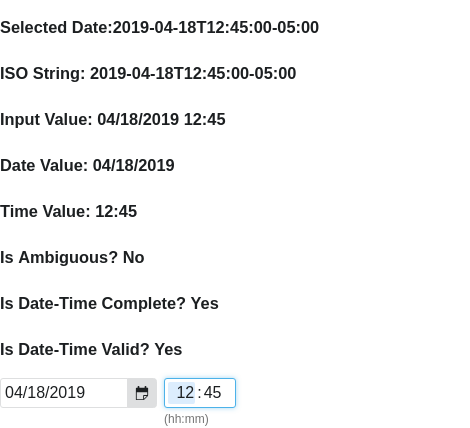 Selected Date:2019-04-18T12:45:00-05:00
ISO String: 2019-04-18T12:45:00-05:00
Input Value: 04/18/2019 12:45
Date Value: 04/18/2019
Time Value: 12:45
Is Ambiguous? No
Is Date-Time Complete? Yes
Is Date-Time Valid? Yes
04/18/2019 12:45
(hh:mm)